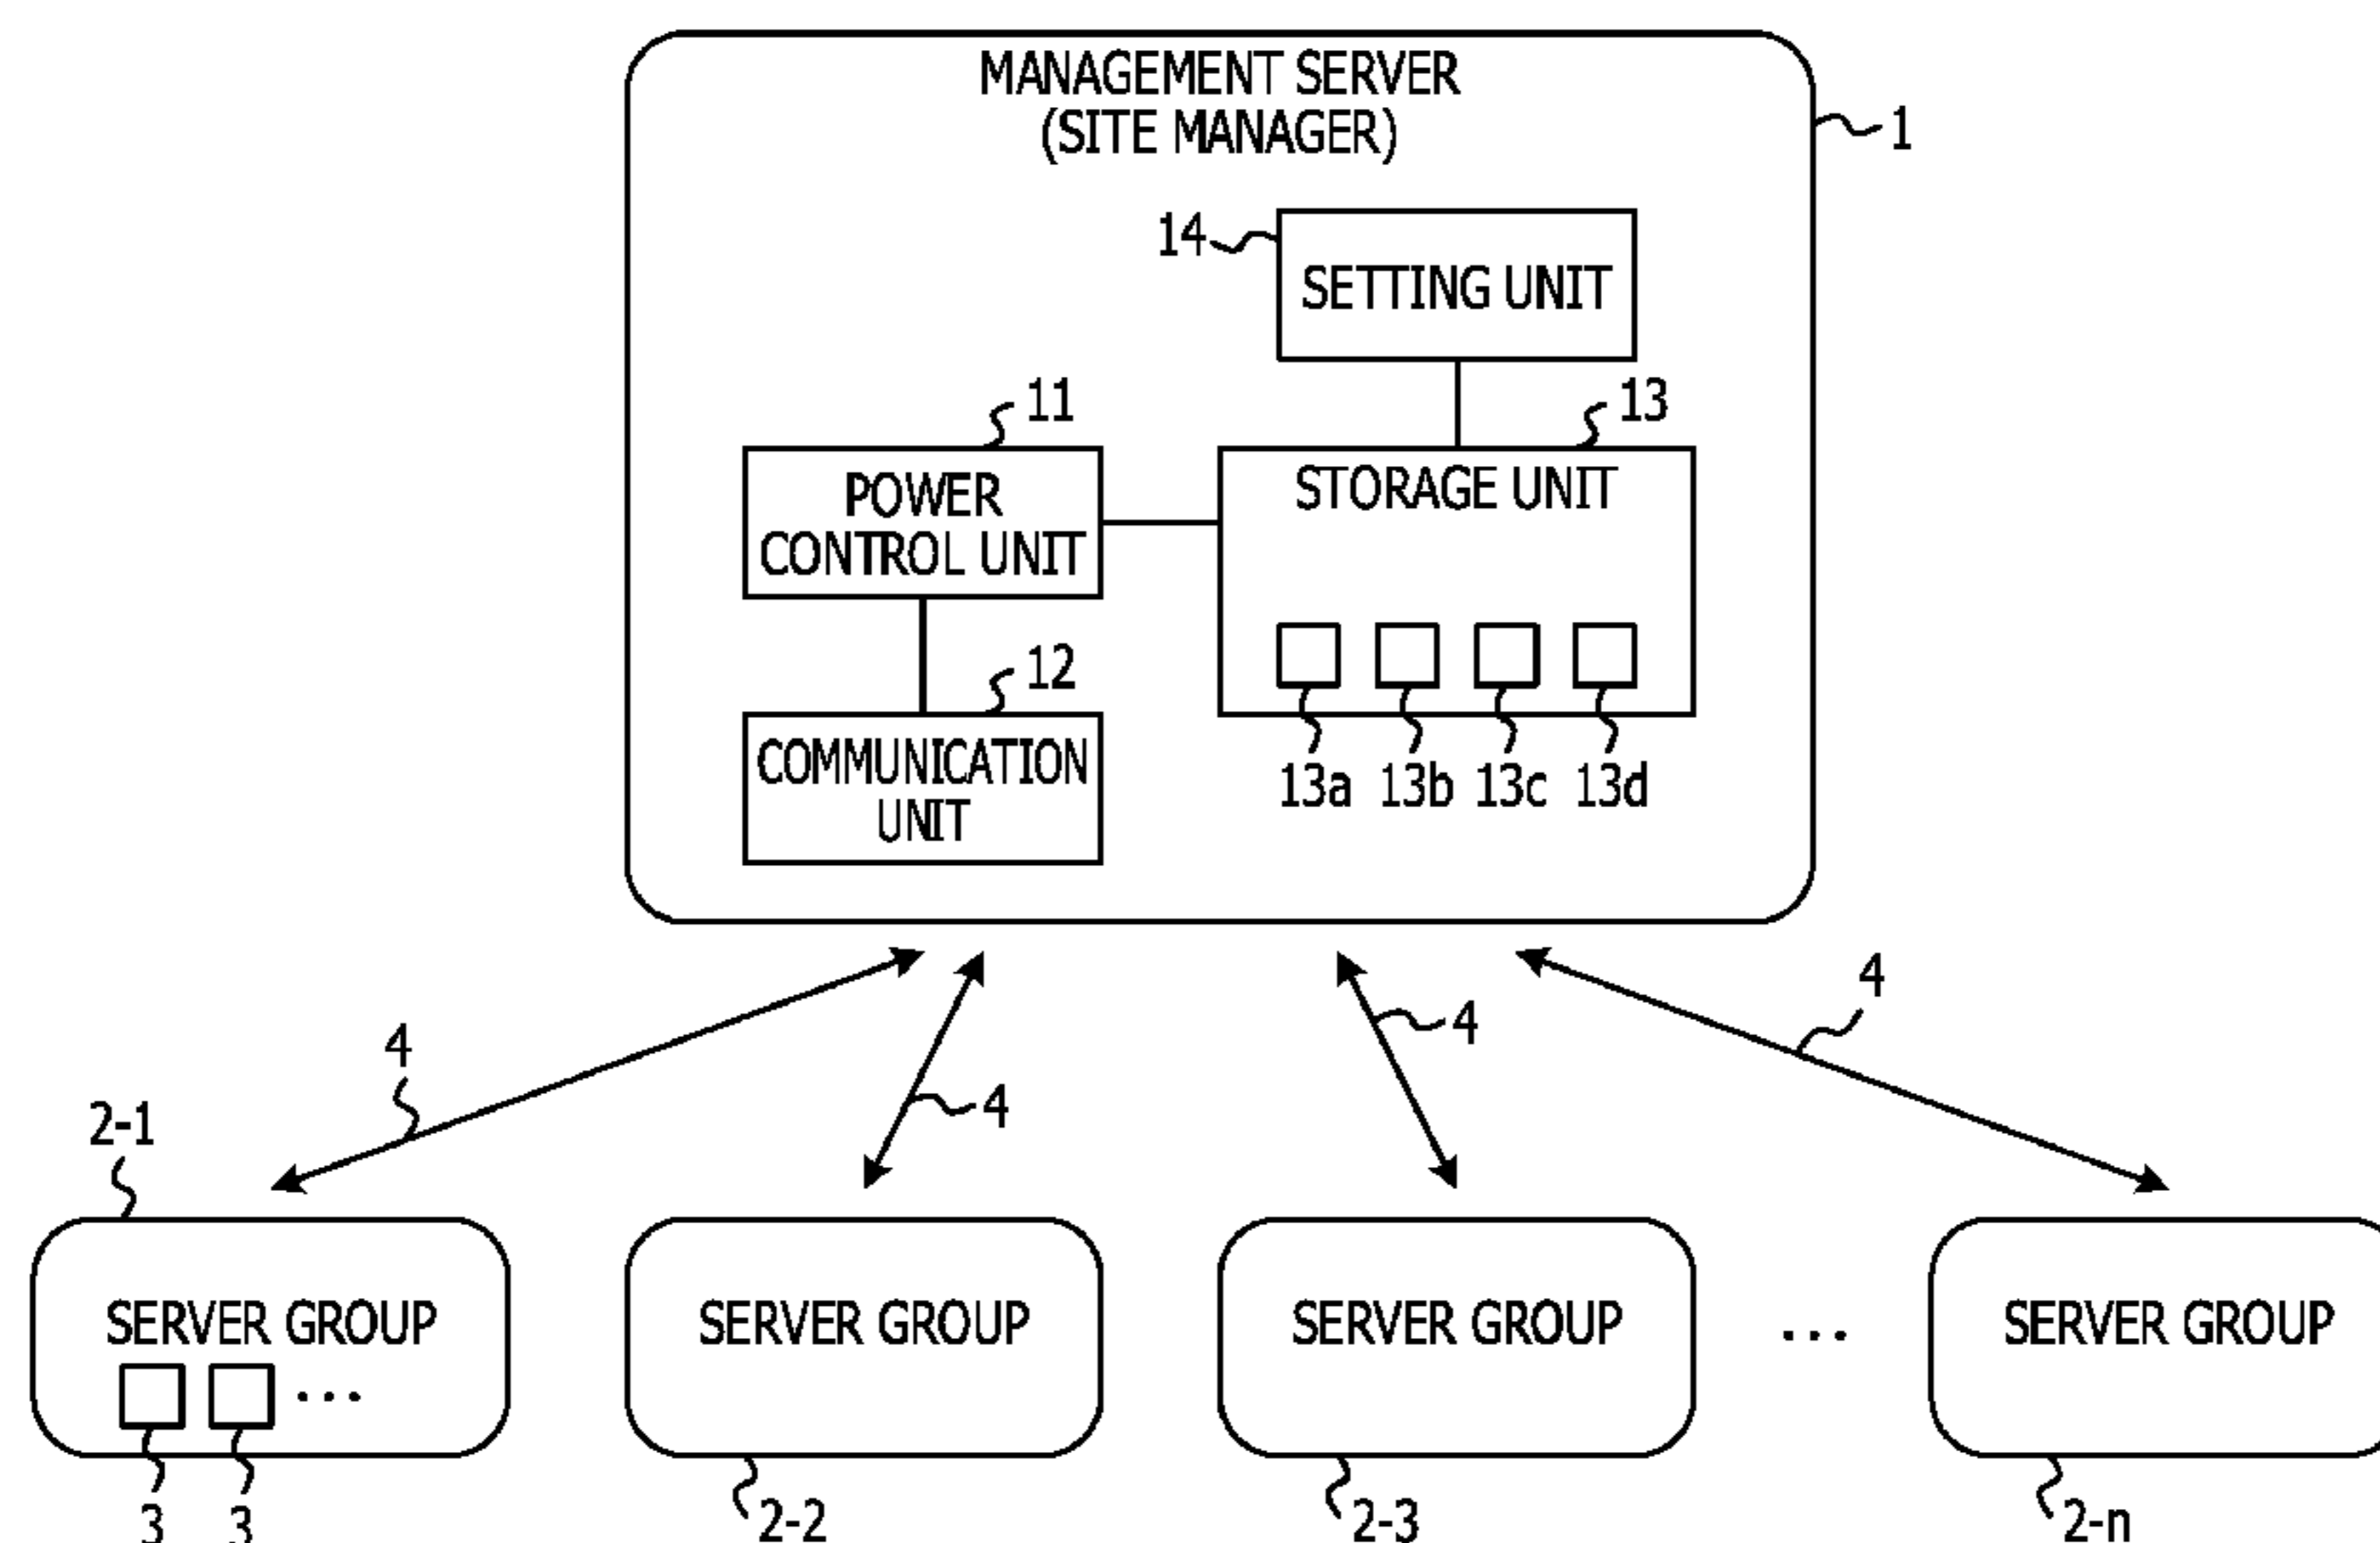 MANAGEMENT SERVER
(SITE MANAGER)
1
14
SETTING UNIT
11
13
POWER
CONTROL UNIT
STORAGE UNIT
12
COMMUNICATION
UNIT
13a 13b 13c 13d
4
4
4
4
2-1
SERVER GROUP
SERVER GROUP
SERVER GROUP
...
SERVER GROUP
...
3
3
2-2
2-3
2-n